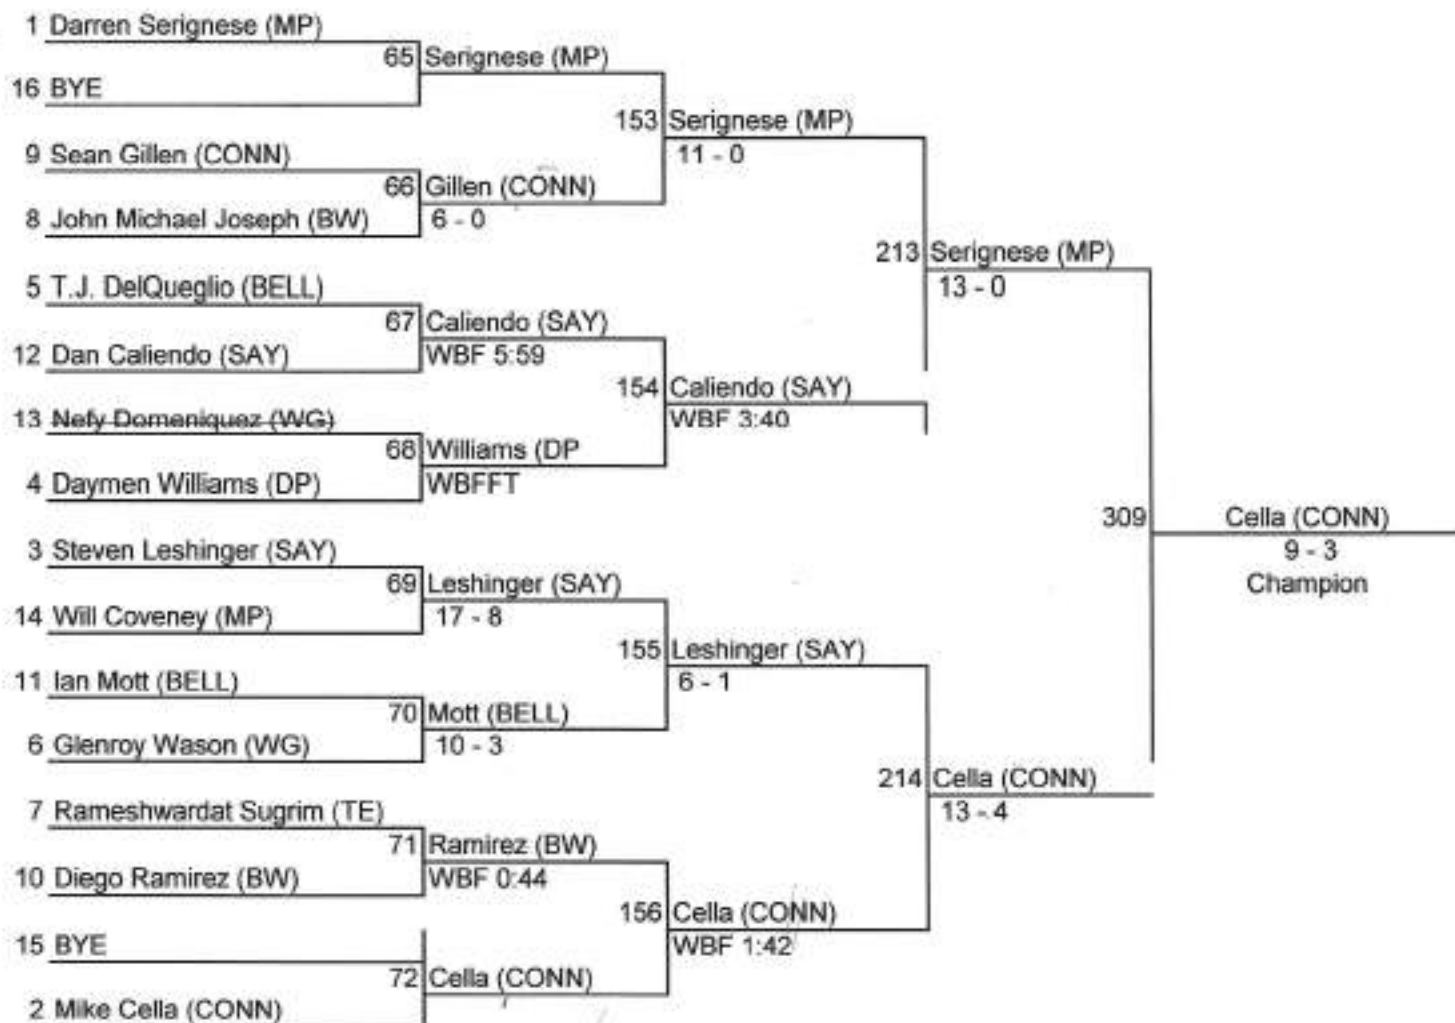 1 Darren Serignese (MP)
65 Serignese (MP)
16 BYE
153 Serignese (MP)
11 - 0
9 Sean Gillen (CONN)
66 Gillen (CONN)
6 - 0
8 John Michael Joseph (BW)
213 Serignese (MP)
13 - 0
5 T.J. DelQueglio (BELL)
67 Caliendo (SAY)
WBF 5:59
12 Dan Caliendo (SAY)
154 Caliendo (SAY)
WBF 3:40
13 Nefy Domeniquez (WG)
68 Williams (DP
WBFFT
4 Daymen Williams (DP)
309 Cella (CONN)
9 - 3
Champion
3 Steven Leshinger (SAY)
69 Leshinger (SAY)
17 - 8
14 Will Coveney (MP)
155 Leshinger (SAY)
6 - 1
11 Ian Mott (BELL)
70 Mott (BELL)
10 - 3
6 Glenroy Wason (WG)
214 Cella (CONN)
13 - 4
7 Rameshwardat Sugrim (TE)
71 Ramirez (BW)
WBF 0:44
10 Diego Ramirez (BW)
156 Cella (CONN)
WBF 1:42
15 BYE
72 Cella (CONN)
2 Mike Cella (CONN)